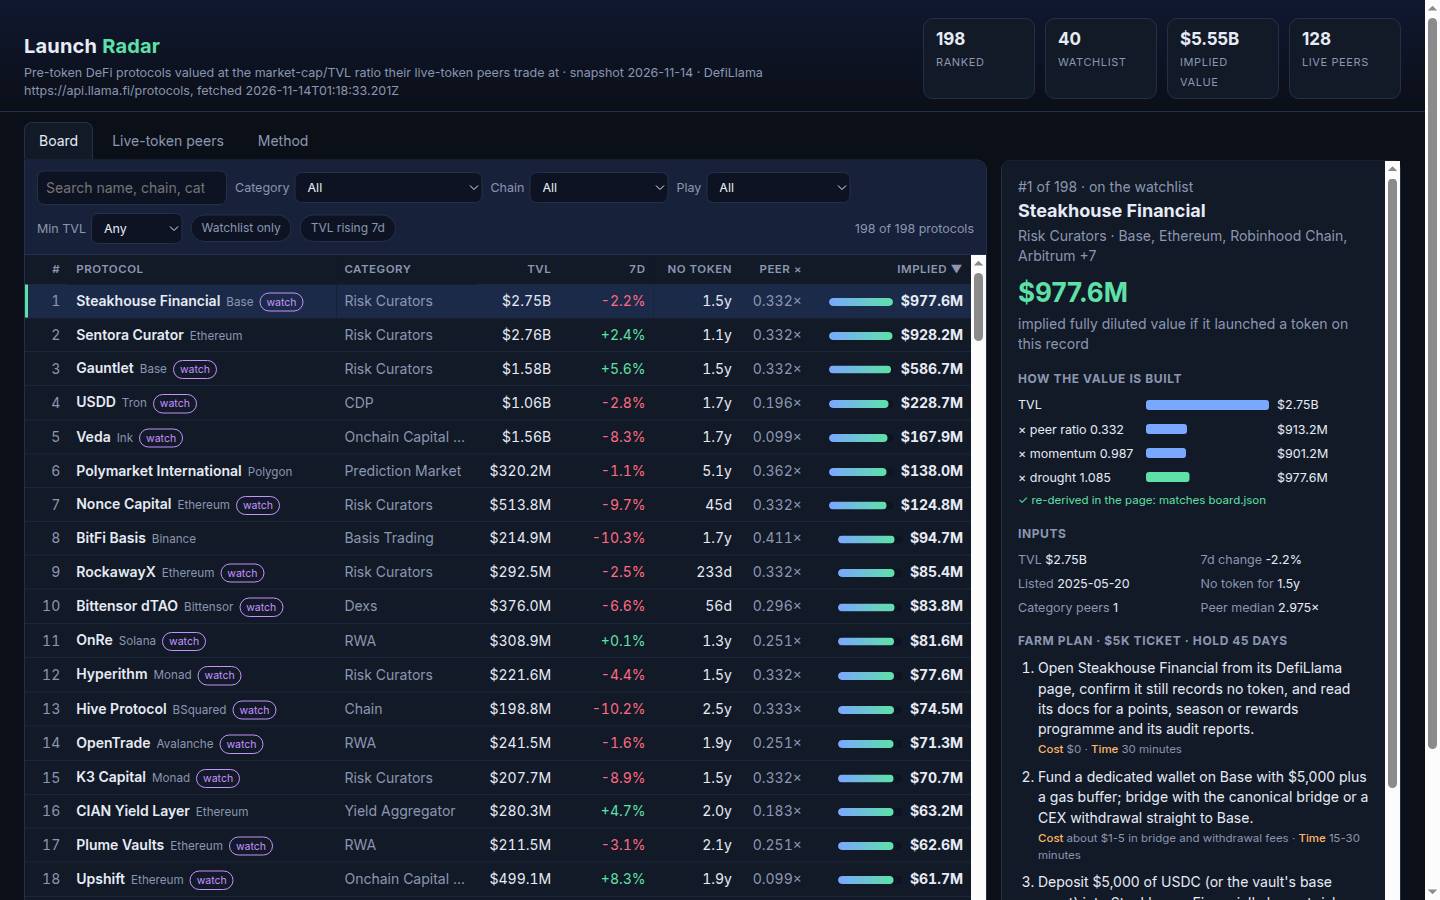 Launch Radar
Pre-token DeFi protocols valued at the market-cap/TVL ratio their live-token peers trade at · snapshot 2026-11-14 · DefiLlama
https://api.llama.fi/protocols, fetched 2026-11-14T01:18:33.201Z
198
RANKED
40
WATCHLIST
$5.55B
IMPLIED
VALUE
128
LIVE PEERS
Board
Live-token peers
Method
Search name, chain, cat
Category All
Chain All
Play All
Min TVL Any
Watchlist only
TVL rising 7d
198 of 198 protocols
# PROTOCOL CATEGORY TVL 7D NO TOKEN PEER × IMPLIED ▼
1 Steakhouse Financial Base watch Risk Curators $2.75B -2.2% 1.5y 0.332× $977.6M
2 Sentora Curator Ethereum Risk Curators $2.76B +2.4% 1.1y 0.332× $928.2M
3 Gauntlet Base watch Risk Curators $1.58B +5.6% 1.5y 0.332× $586.7M
4 USDD Tron watch CDP $1.06B -2.8% 1.7y 0.196× $228.7M
5 Veda Ink watch Onchain Capital ... $1.56B -8.3% 1.7y 0.099× $167.9M
6 Polymarket International Polygon Prediction Market $320.2M -1.1% 5.1y 0.362× $138.0M
7 Nonce Capital Ethereum watch Risk Curators $513.8M -9.7% 45d 0.332× $124.8M
8 BitFi Basis Binance Basis Trading $214.9M -10.3% 1.7y 0.411× $94.7M
9 RockawayX Ethereum watch Risk Curators $292.5M -2.5% 233d 0.332× $85.4M
10 Bittensor dTAO Bittensor watch Dexs $376.0M -6.6% 56d 0.296× $83.8M
11 OnRe Solana watch RWA $308.9M +0.1% 1.3y 0.251× $81.6M
12 Hyperithm Monad watch Risk Curators $221.6M -4.4% 1.5y 0.332× $77.6M
13 Hive Protocol BSquared watch Chain $198.8M -10.2% 2.5y 0.333× $74.5M
14 OpenTrade Avalanche watch RWA $241.5M -1.6% 1.9y 0.251× $71.3M
15 K3 Capital Monad watch Risk Curators $207.7M -8.9% 1.5y 0.332× $70.7M
16 CIAN Yield Layer Ethereum Yield Aggregator $280.3M +4.7% 2.0y 0.183× $63.2M
17 Plume Vaults Ethereum watch RWA $211.5M -3.1% 2.1y 0.251× $62.6M
18 Upshift Ethereum watch Onchain Capital ... $499.1M +8.3% 1.9y 0.099× $61.7M
#1 of 198 · on the watchlist
Steakhouse Financial
Risk Curators · Base, Ethereum, Robinhood Chain,
Arbitrum +7
$977.6M
implied fully diluted value if it launched a token on
this record
HOW THE VALUE IS BUILT
TVL $2.75B
× peer ratio 0.332 $913.2M
× momentum 0.987 $901.2M
× drought 1.085 $977.6M
✓ re-derived in the page: matches board.json
INPUTS
TVL $2.75B 7d change -2.2%
Listed 2025-05-20 No token for 1.5y
Category peers 1 Peer median 2.975×
FARM PLAN · $5K TICKET · HOLD 45 DAYS
1. Open Steakhouse Financial from its DefiLlama
page, confirm it still records no token, and read
its docs for a points, season or rewards
programme and its audit reports.
Cost $0 · Time 30 minutes
2. Fund a dedicated wallet on Base with $5,000 plus
a gas buffer; bridge with the canonical bridge or a
CEX withdrawal straight to Base.
Cost about $1-5 in bridge and withdrawal fees · Time 15-30
minutes
3. Deposit $5,000 of USDC (or the vault's base